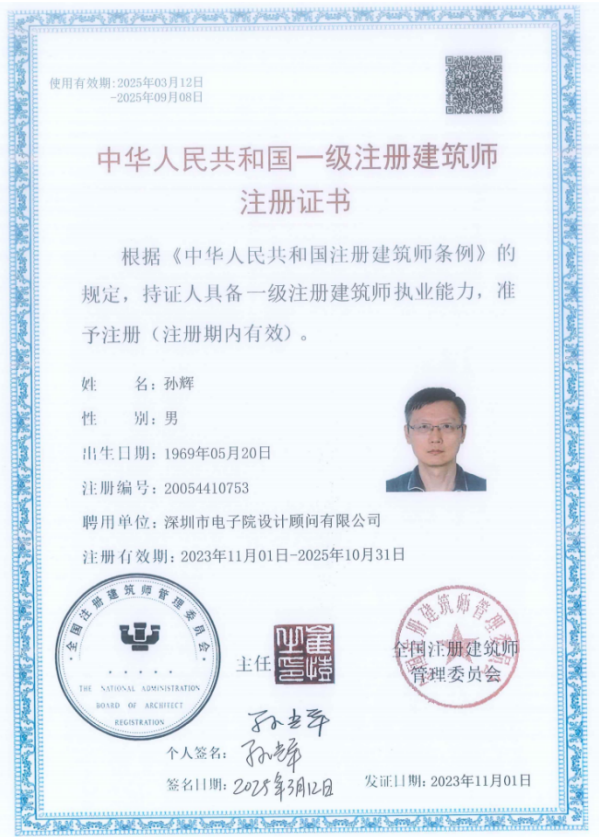 使用有效期:2025年03月12日
-2025年09月08日
中华人民共和国一级注册建筑师
注册证书
根据《中华人民共和国注册建筑师条例》的
规定，持证人具备一级注册建筑师执业能力，准
予注册（注册期内有效）。
姓　　名：孙辉
性　　别：男
出生日期：1969年05月20日
注册编号：20054410753
聘用单位：深圳市电子院设计顾问有限公司
注册有效期：2023年11月01日-2025年10月31日
全国注册建筑师管理委员会
THE NATIONAL ADMINISTRATION
BOARD OF ARCHITECT
REGISTRATION
主任
全国注册建筑师
管理委员会
个人签名：孙辉
签名日期：2025年3月12日
发证日期：2023年11月01日